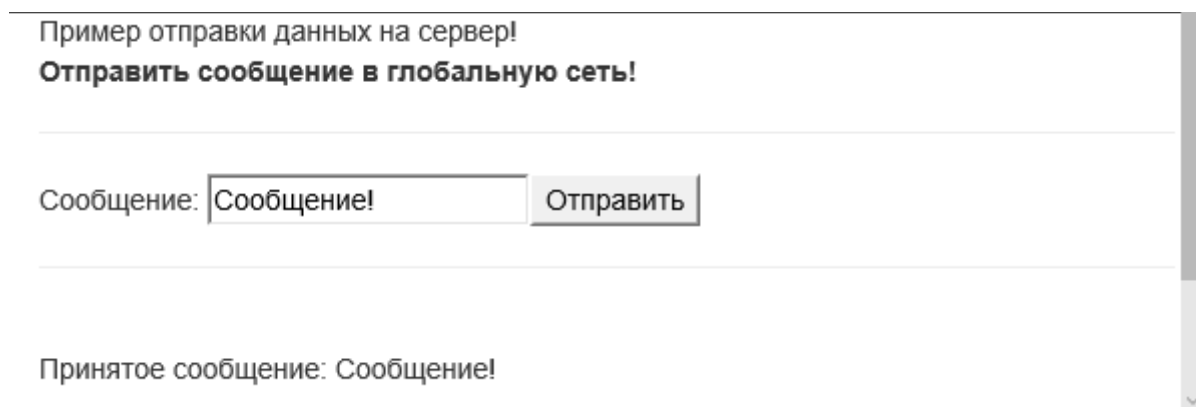 Пример отправки данных на сервер!
Отправить сообщение в глобальную сеть!
Сообщение: Сообщение! Отправить
Принятое сообщение: Сообщение!